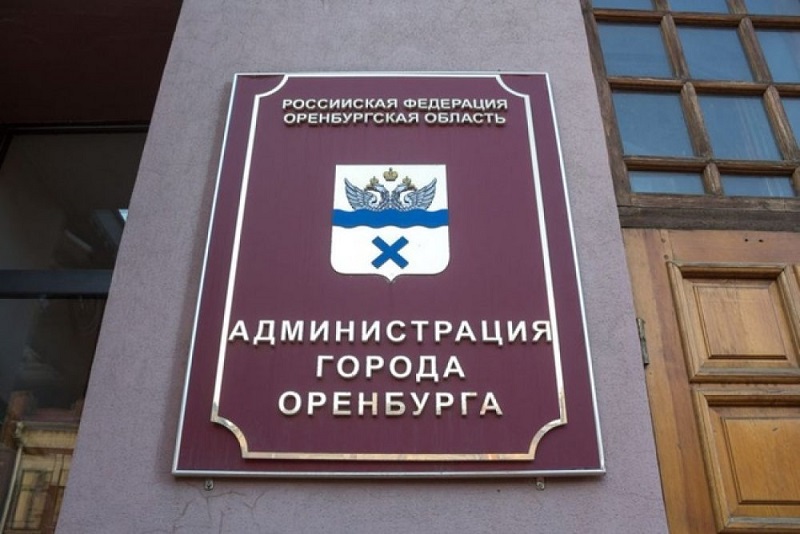 РОССИЙСКАЯ ФЕДЕРАЦИЯ
ОРЕНБУРГСКАЯ ОБЛАСТЬ
АДМИНИСТРАЦИЯ
ГОРОДА
ОРЕНБУРГА